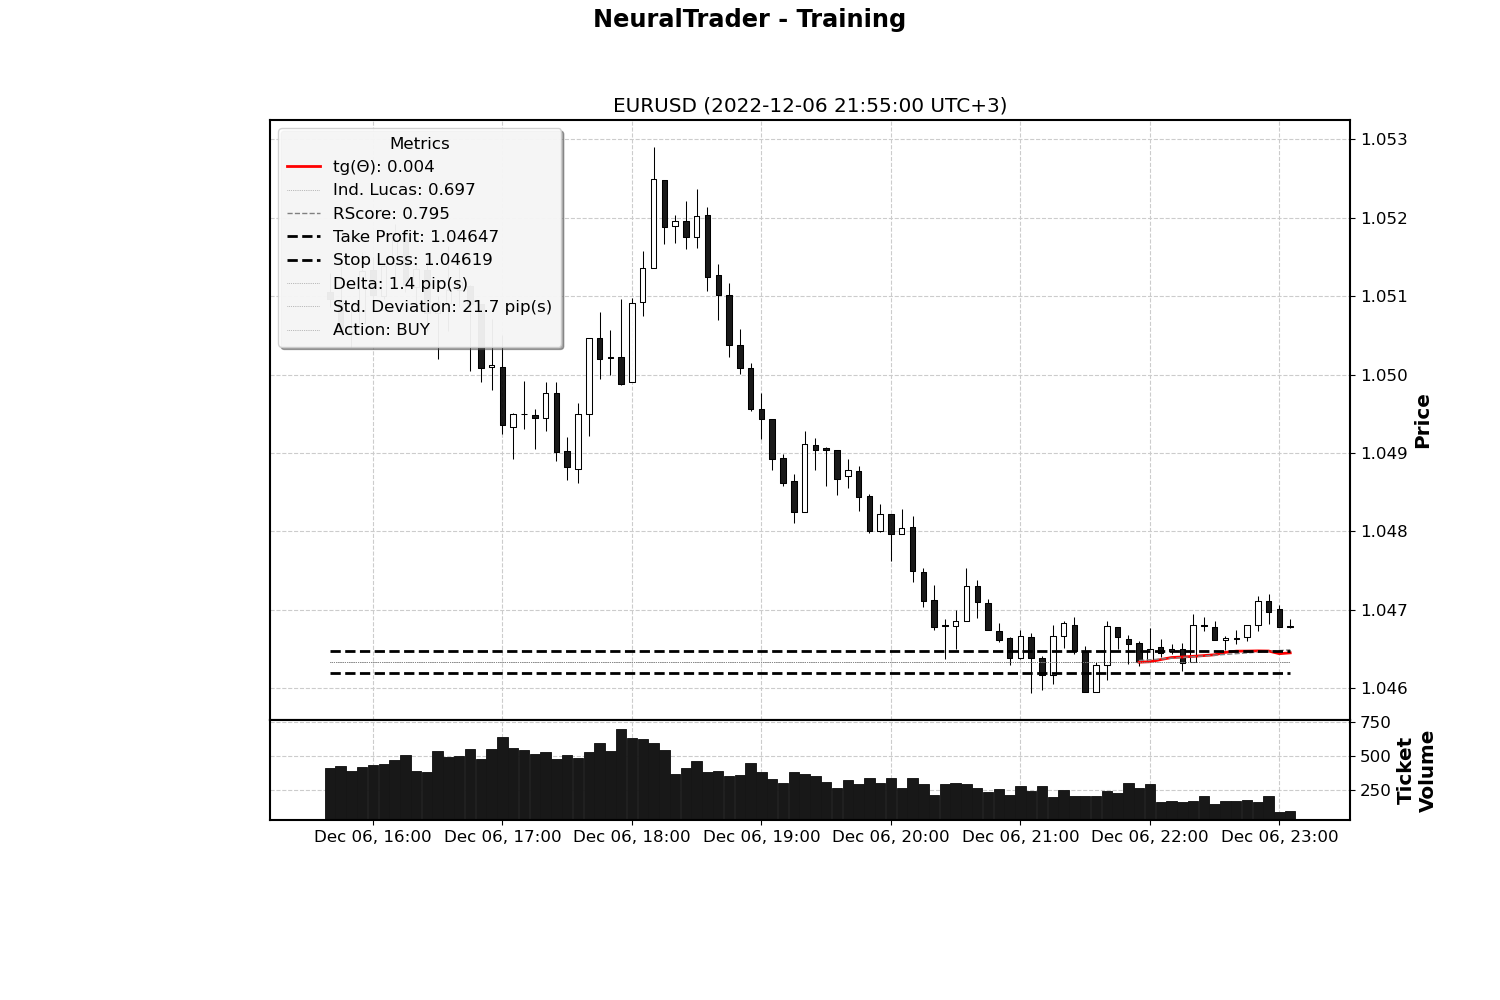 NeuralTrader - Training
EURUSD (2022-12-06 21:55:00 UTC+3)
Metrics
tg(Θ): 0.004
Ind. Lucas: 0.697
RScore: 0.795
Take Profit: 1.04647
Stop Loss: 1.04619
Delta: 1.4 pip(s)
Std. Deviation: 21.7 pip(s)
Action: BUY
1.053
1.052
1.051
1.050
1.049
1.048
1.047
1.046
Price
750
500
250
Ticket
Volume
Dec 06, 16:00 Dec 06, 17:00 Dec 06, 18:00 Dec 06, 19:00 Dec 06, 20:00 Dec 06, 21:00 Dec 06, 22:00 Dec 06, 23:00